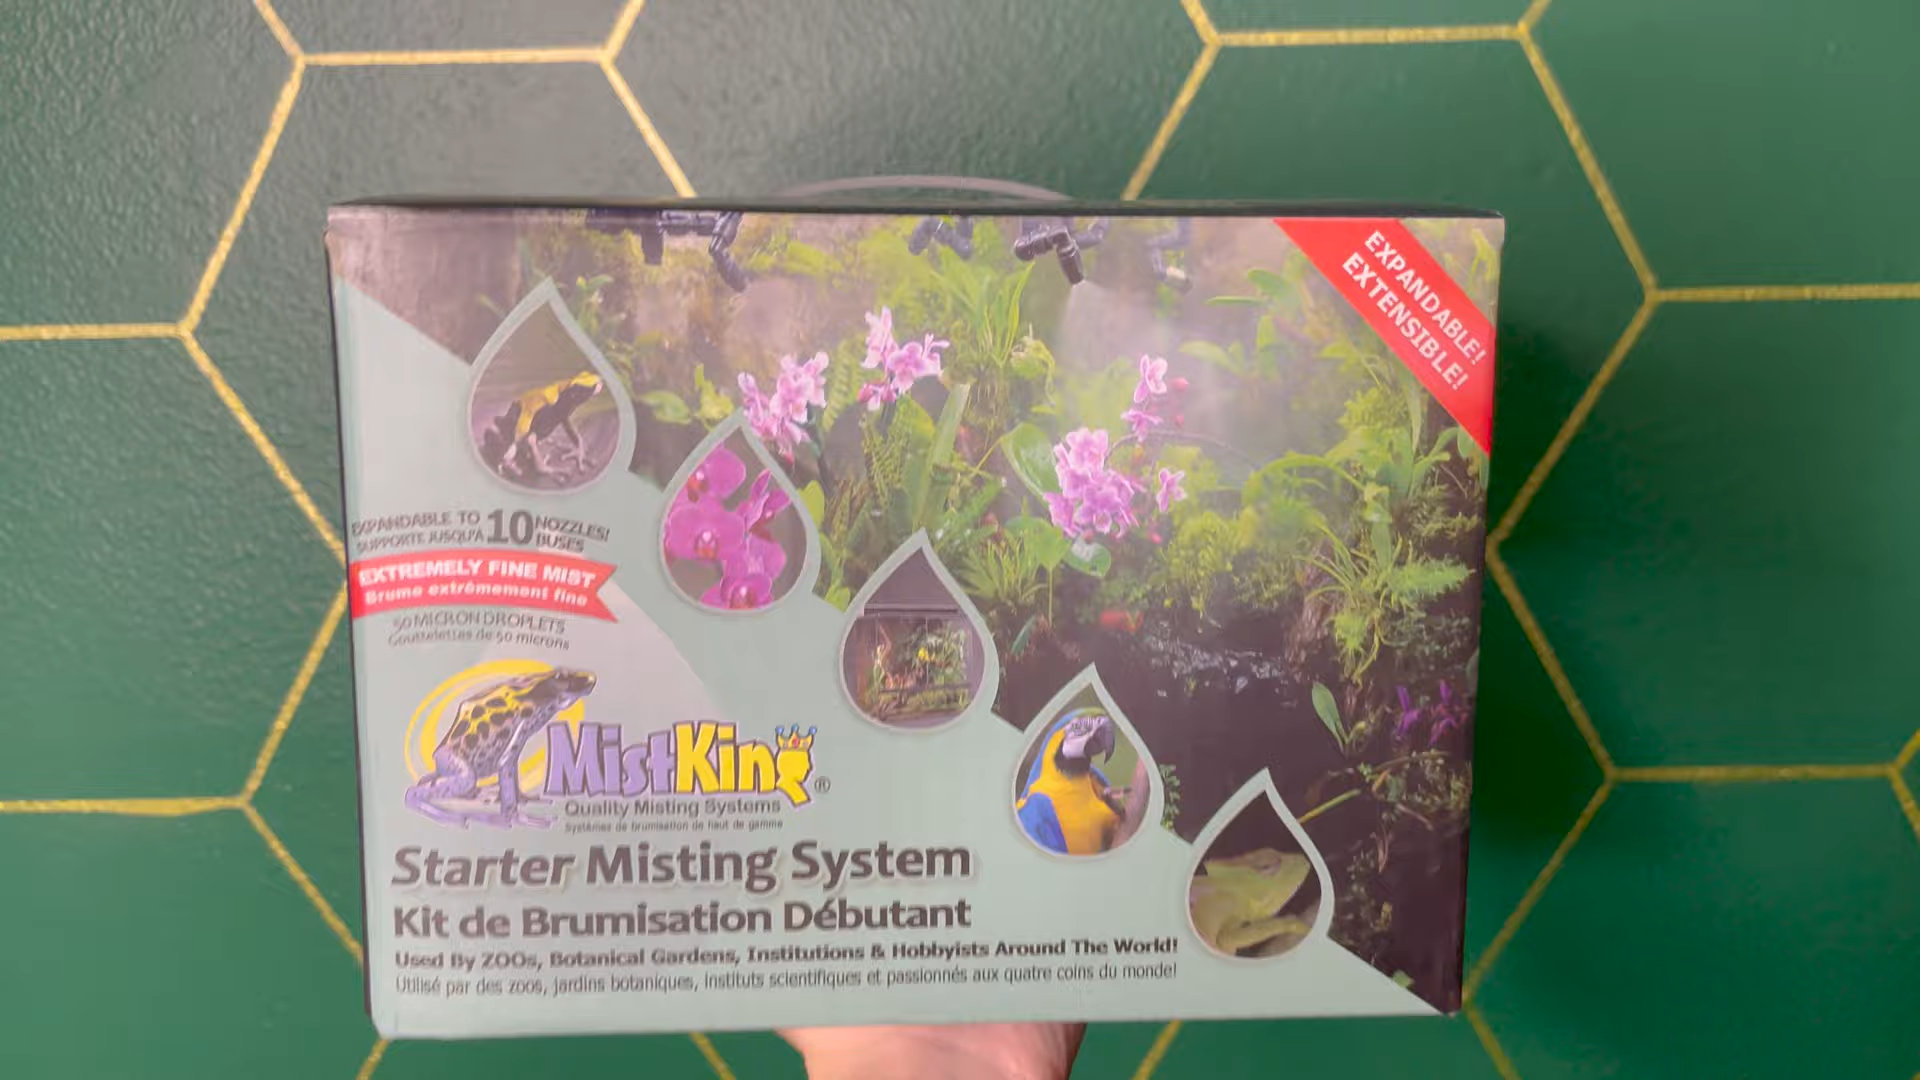 EXPANDABLE!
EXTENSIBLE!
EXPANDABLE TO 10 NOZZLES!
SUPPORTE JUSQU'À BUSES
EXTREMELY FINE MIST
Brume extrêmement fine
50 MICRON DROPLETS
Gouttelettes de 50 microns
MistKing®
Quality Misting Systems
Systèmes de brumisation de haut de gamme
Starter Misting System
Kit de Brumisation Débutant
Used By ZOOs, Botanical Gardens, Institutions & Hobbyists Around The World!
Utilisé par des zoos, jardins botaniques, instituts scientifiques et passionnés aux quatre coins du monde!